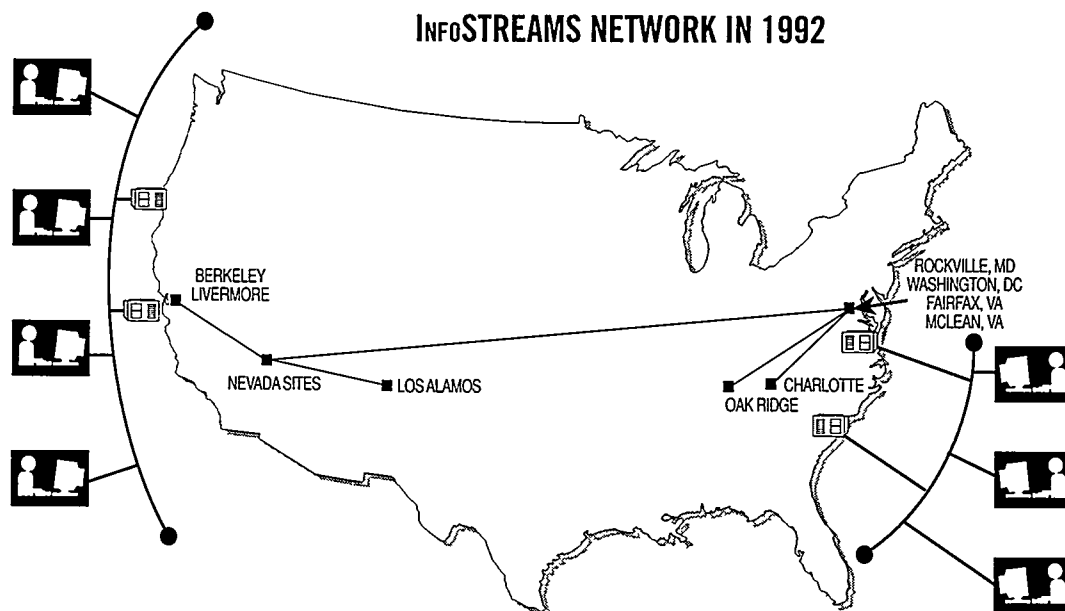 INFOSTREAMS NETWORK IN 1992
BERKELEY
LIVERMORE
ROCKVILLE, MD
WASHINGTON, DC
FAIRFAX, VA
MCLEAN, VA
NEVADA SITES
LOS ALAMOS
CHARLOTTE
OAK RIDGE